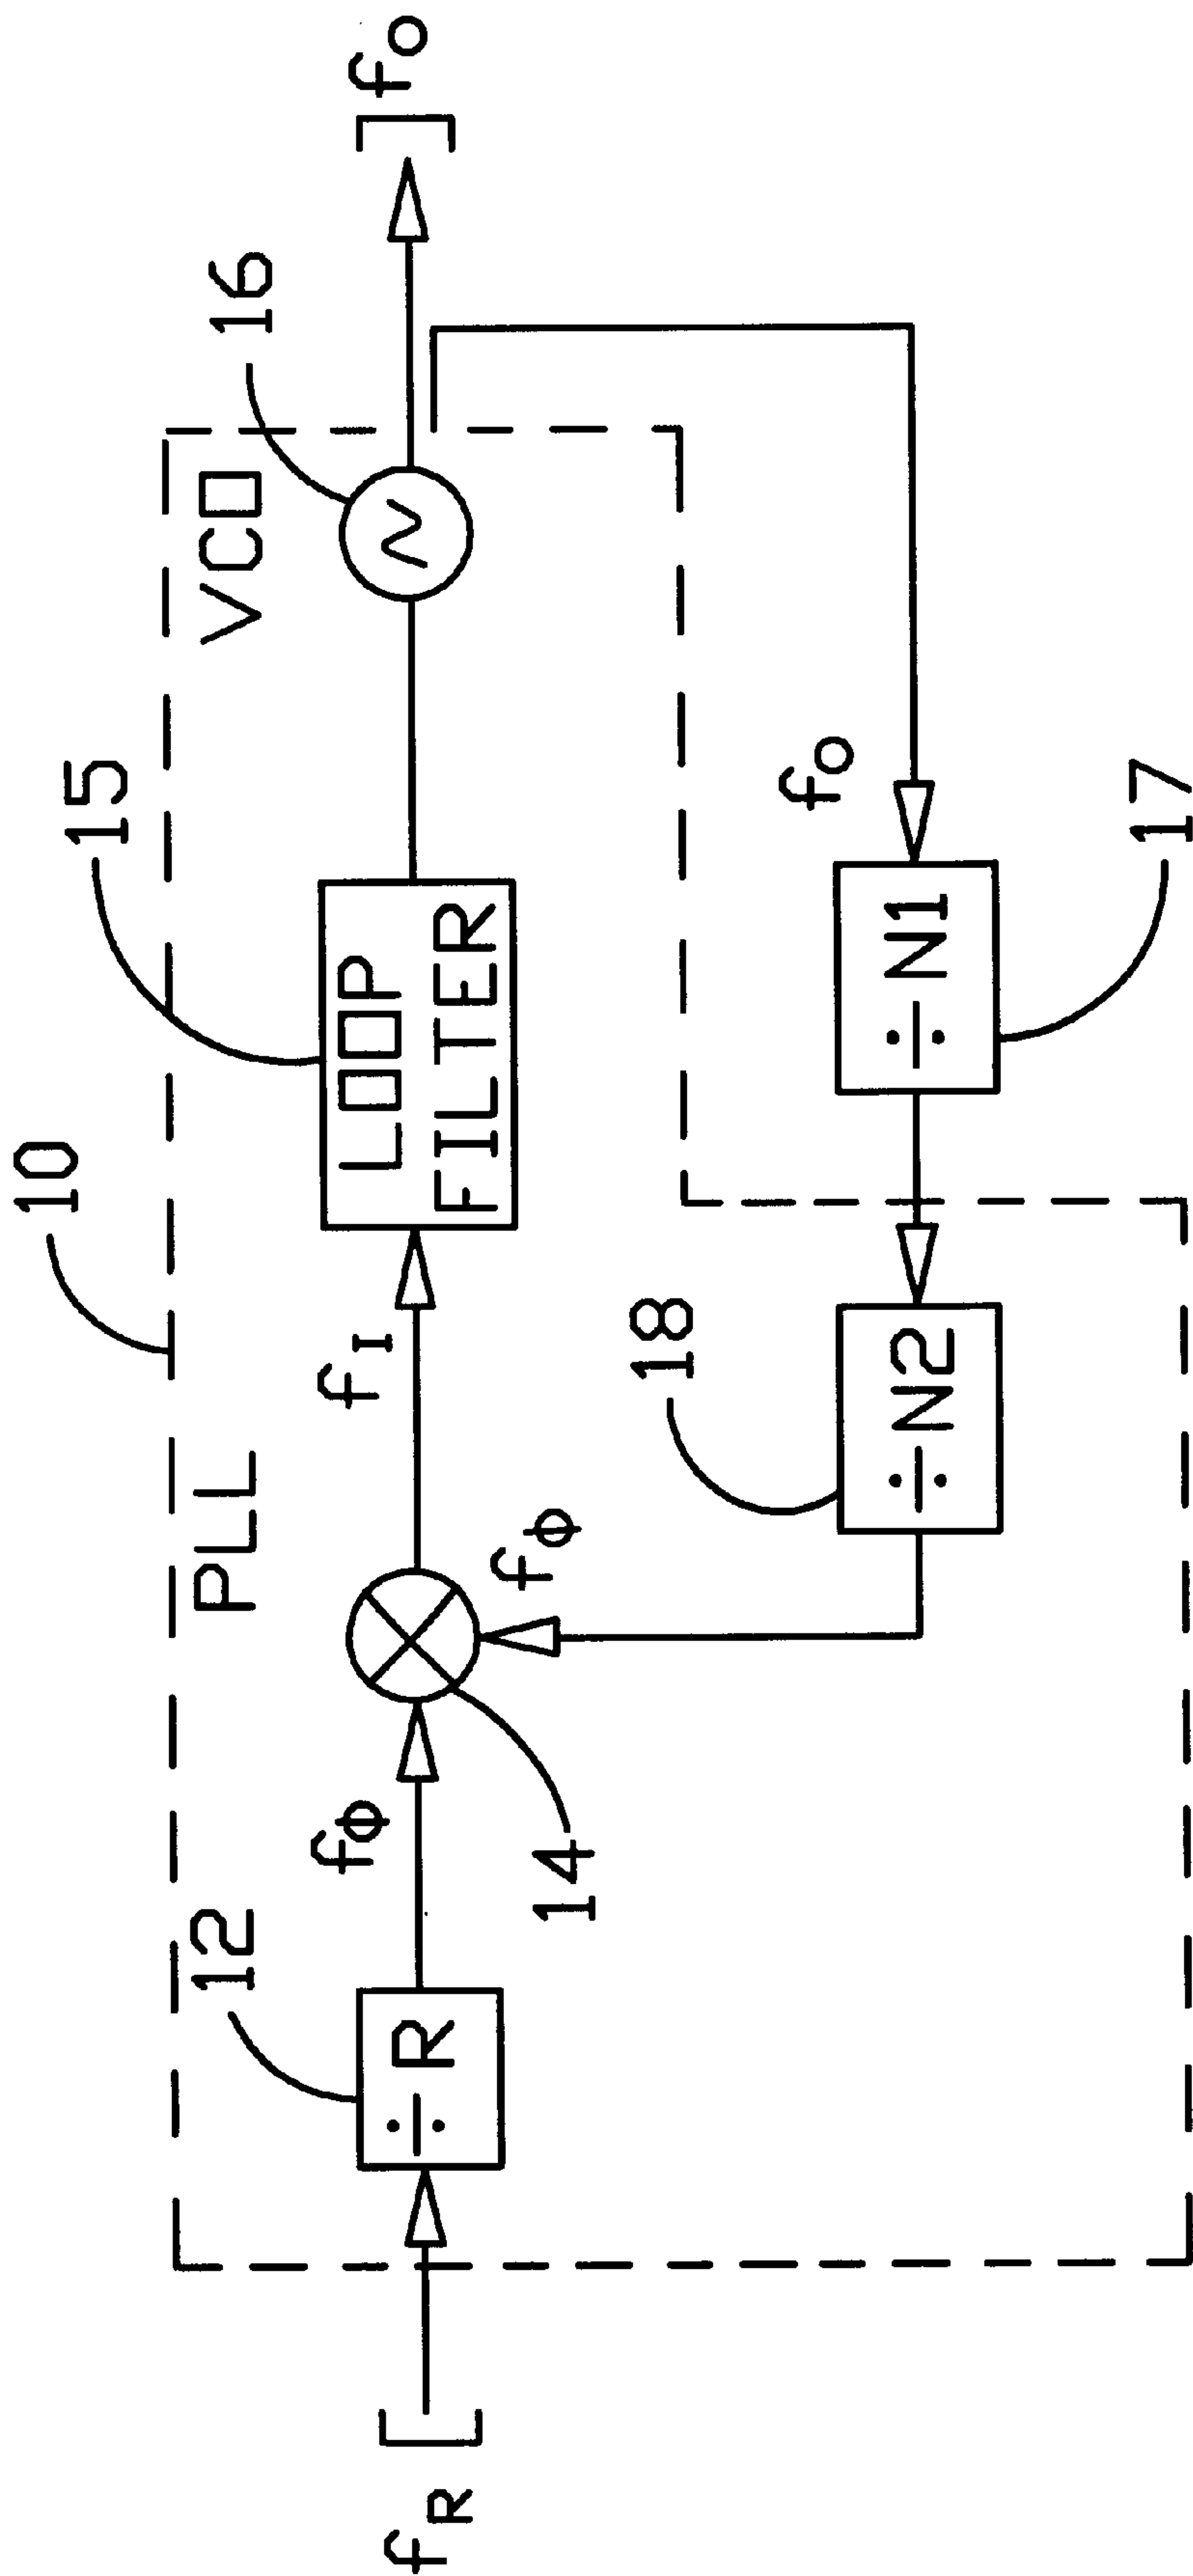 10
PLL
15
VCO
16
12
fϕ
fI
LOOP
FILTER
fR
÷R
fO
14
fϕ
18
fO
÷N2
÷N1
17